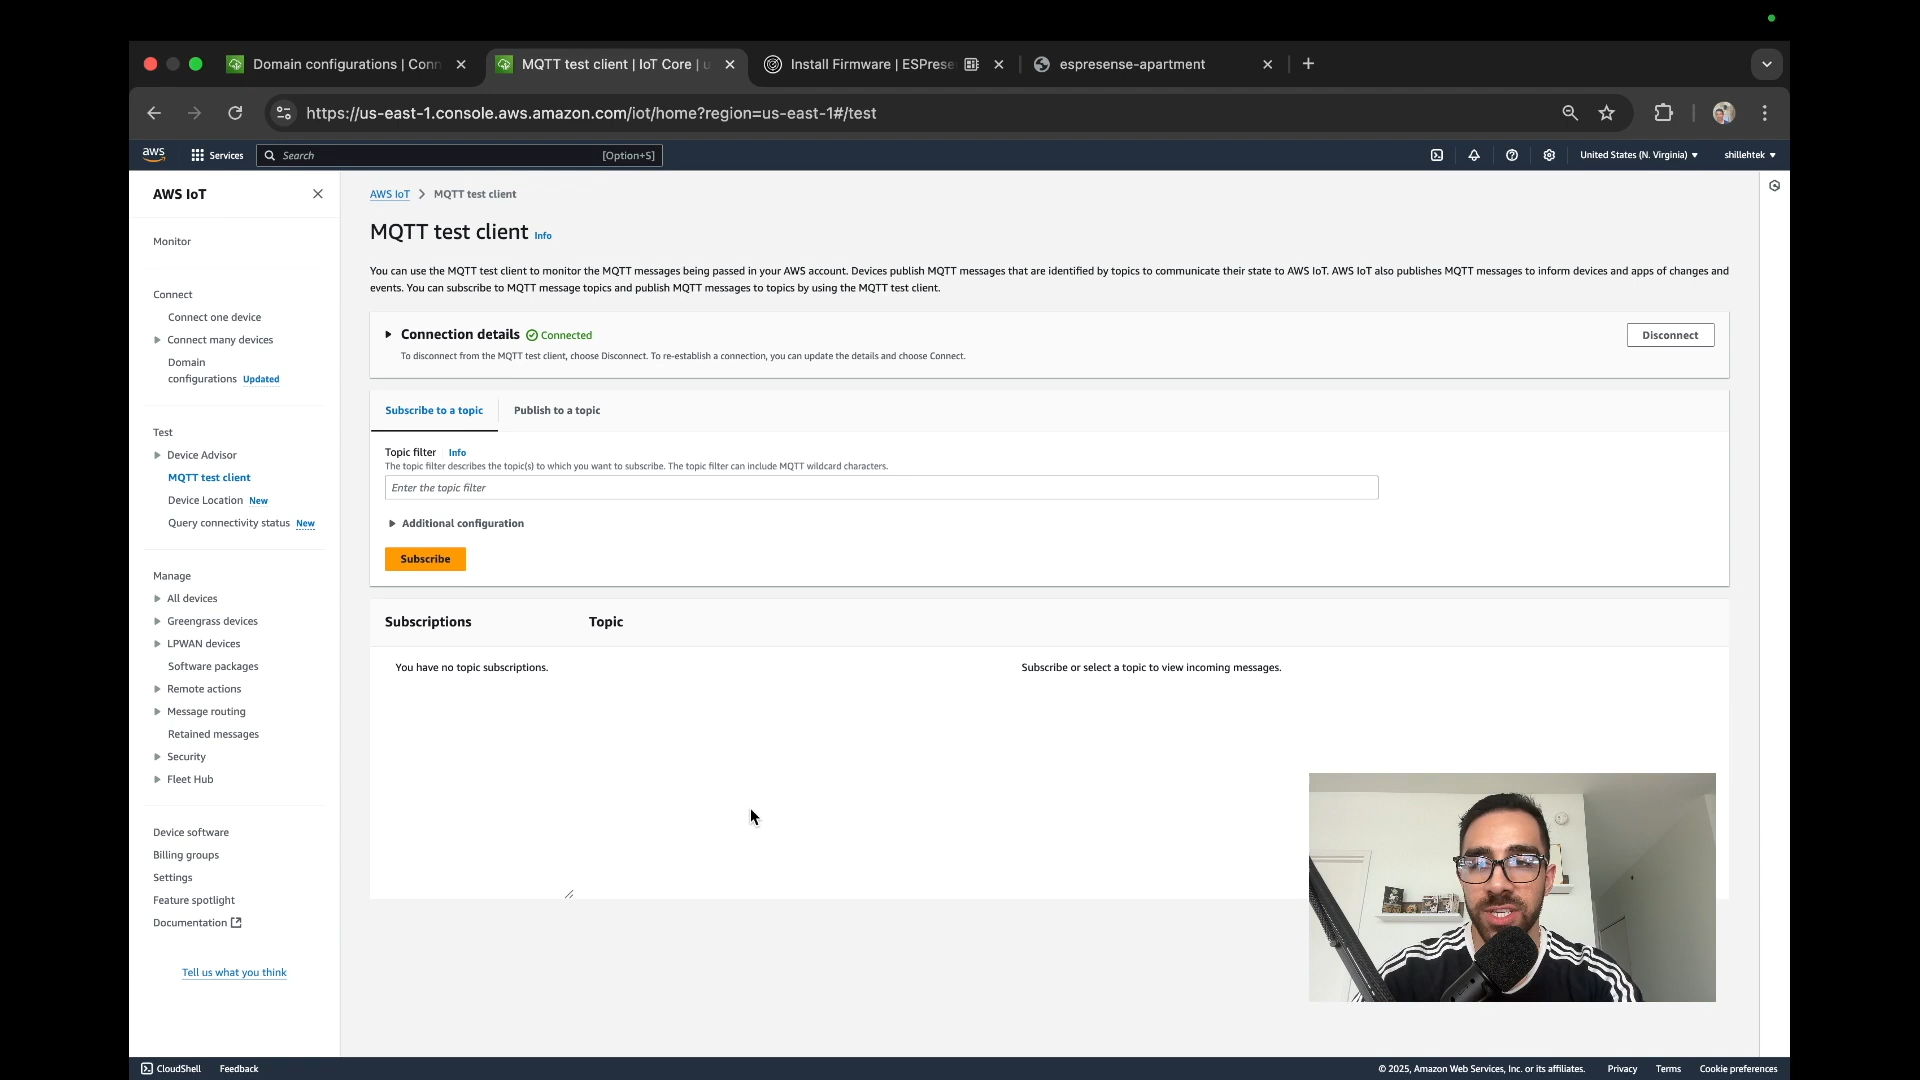 Domain configurations | Conn
MQTT test client | IoT Core | u
Install Firmware | ESPrese
espresense-apartment
https://us-east-1.console.aws.amazon.com/iot/home?region=us-east-1#/test
aws
Services
Search
[Option+S]
United States (N. Virginia)
shillehtek
AWS IoT
Monitor
Connect
Connect one device
Connect many devices
Domain
configurations Updated
Test
Device Advisor
MQTT test client
Device Location New
Query connectivity status New
Manage
All devices
Greengrass devices
LPWAN devices
Software packages
Remote actions
Message routing
Retained messages
Security
Fleet Hub
Device software
Billing groups
Settings
Feature spotlight
Documentation
Tell us what you think
AWS IoT > MQTT test client
MQTT test client Info
You can use the MQTT test client to monitor the MQTT messages being passed in your AWS account. Devices publish MQTT messages that are identified by topics to communicate their state to AWS IoT. AWS IoT also publishes MQTT messages to inform devices and apps of changes and
events. You can subscribe to MQTT message topics and publish MQTT messages to topics by using the MQTT test client.
Connection details Connected
Disconnect
To disconnect from the MQTT test client, choose Disconnect. To re-establish a connection, you can update the details and choose Connect.
Subscribe to a topic
Publish to a topic
Topic filter Info
The topic filter describes the topic(s) to which you want to subscribe. The topic filter can include MQTT wildcard characters.
Enter the topic filter
Additional configuration
Subscribe
Subscriptions
Topic
You have no topic subscriptions.
Subscribe or select a topic to view incoming messages.
CloudShell
Feedback
© 2025, Amazon Web Services, Inc. or its affiliates.
Privacy
Terms
Cookie preferences